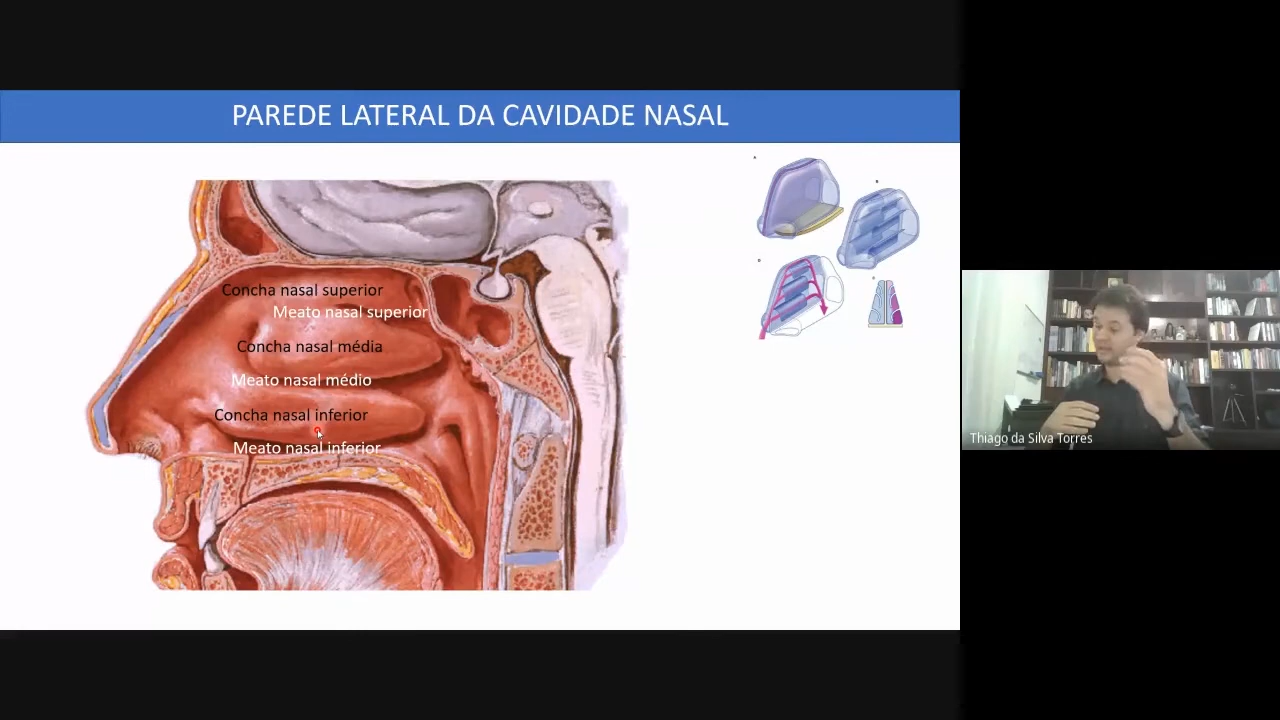 PAREDE LATERAL DA CAVIDADE NASAL
Concha nasal superior
Meato nasal superior
Concha nasal média
Meato nasal médio
Concha nasal inferior
Meato nasal inferior
Thiago da Silva Torres